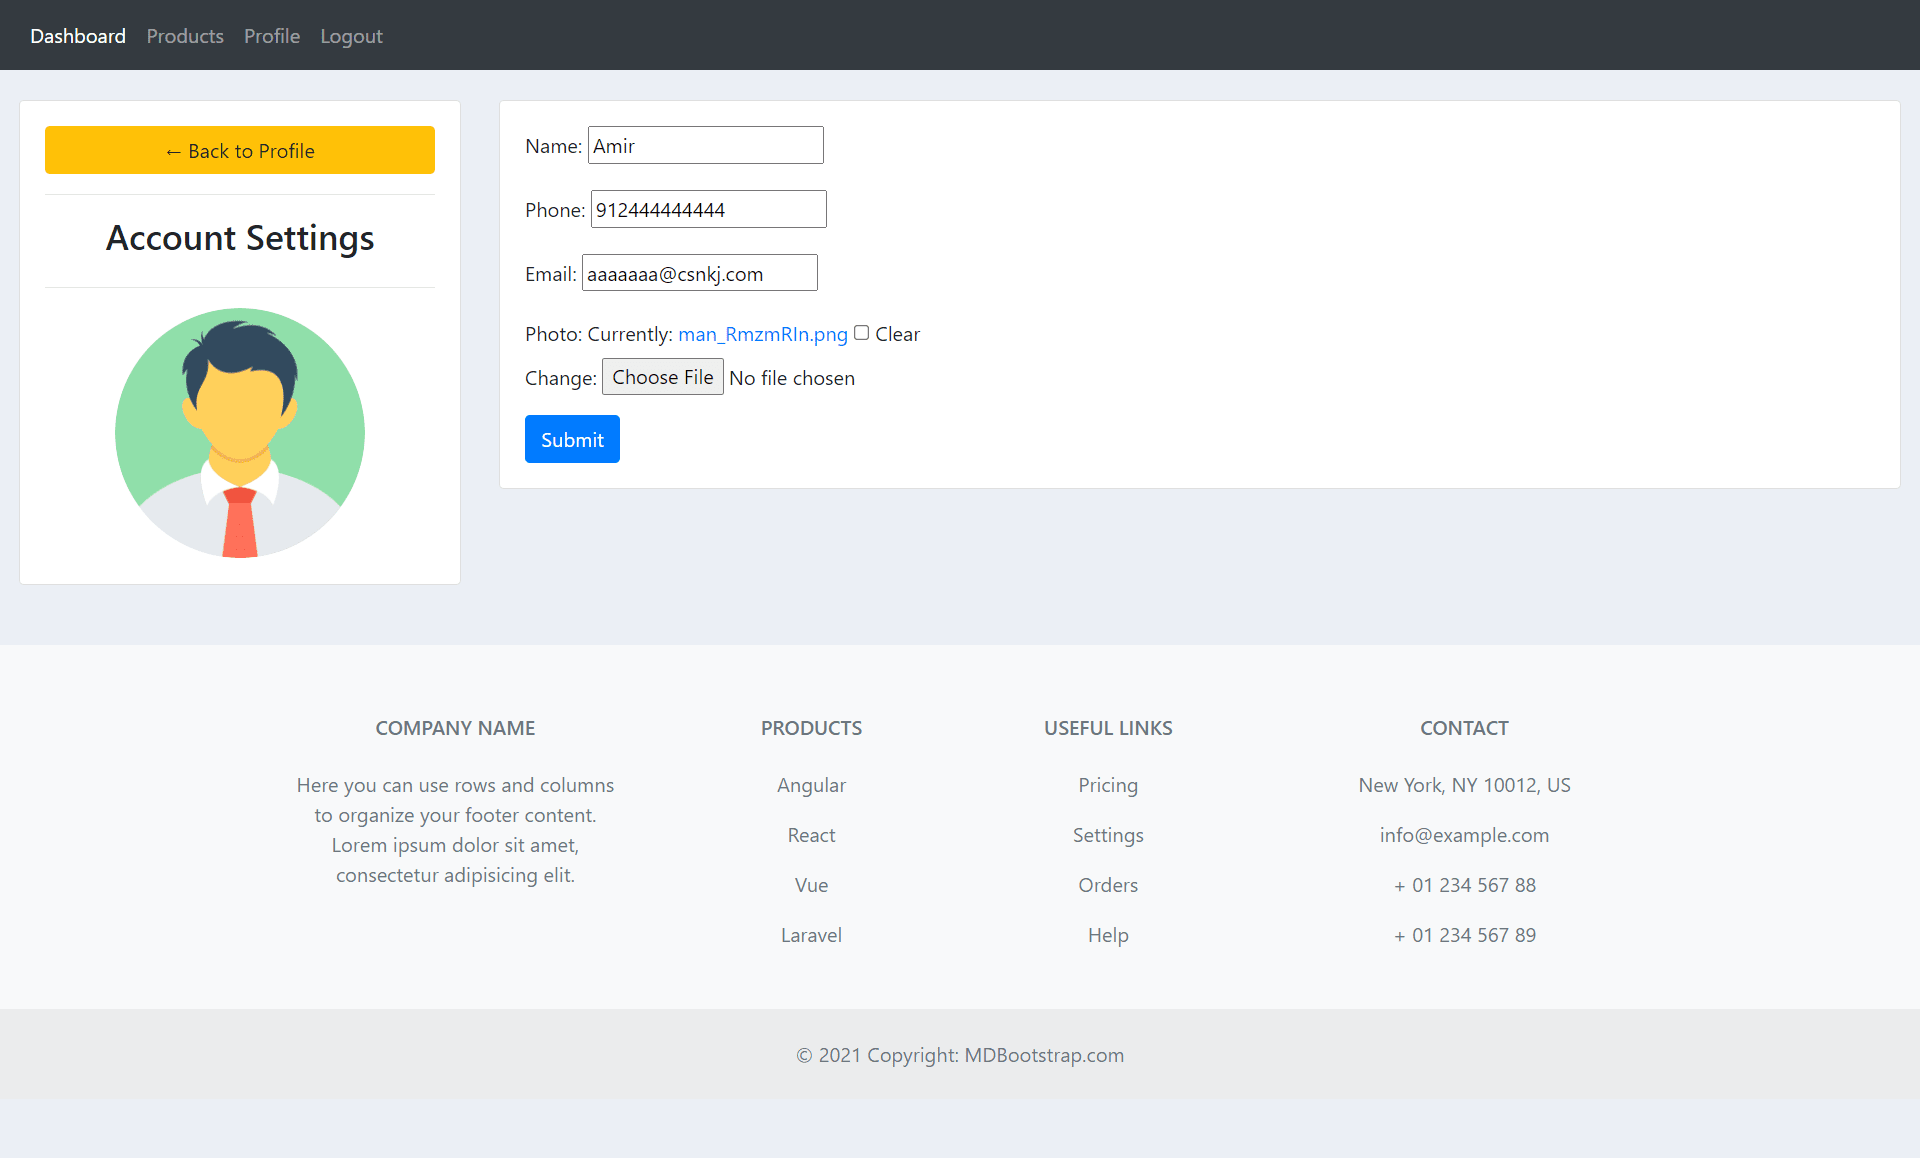 Dashboard Products Profile Logout
← Back to Profile
Account Settings
Name: Amir
Phone: 912444444444
Email: aaaaaaa@csnkj.com
Photo: Currently: man_RmzmRIn.png Clear
Change: Choose File No file chosen
Submit
COMPANY NAME
Here you can use rows and columns
to organize your footer content.
Lorem ipsum dolor sit amet,
consectetur adipisicing elit.
PRODUCTS
Angular
React
Vue
Laravel
USEFUL LINKS
Pricing
Settings
Orders
Help
CONTACT
New York, NY 10012, US
info@example.com
+ 01 234 567 88
+ 01 234 567 89
© 2021 Copyright: MDBootstrap.com